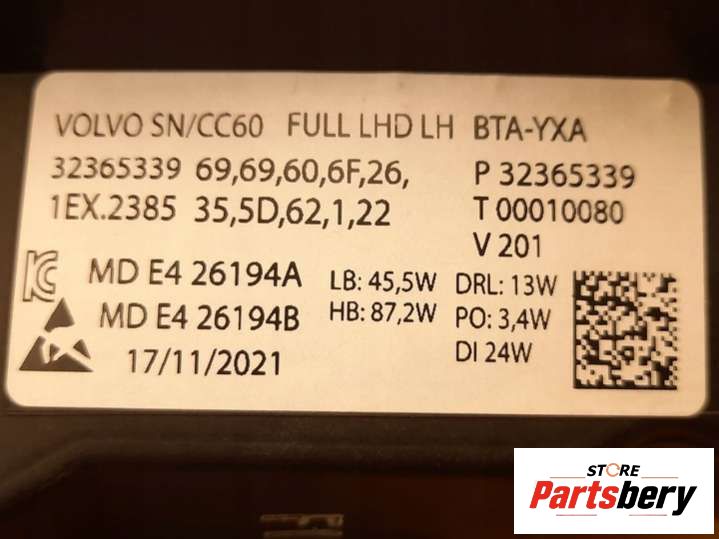 VOLVO SN/CC60 FULL LHD LH BTA-YXA
32365339 69,69,60,6F,26, P 32365339
1EX.2385 35,5D,62,1,22 T 00010080
V 201
MD E4 26194A LB: 45,5W DRL: 13W
MD E4 26194B HB: 87,2W PO: 3,4W
17/11/2021 DI 24W
STORE
Partsbery